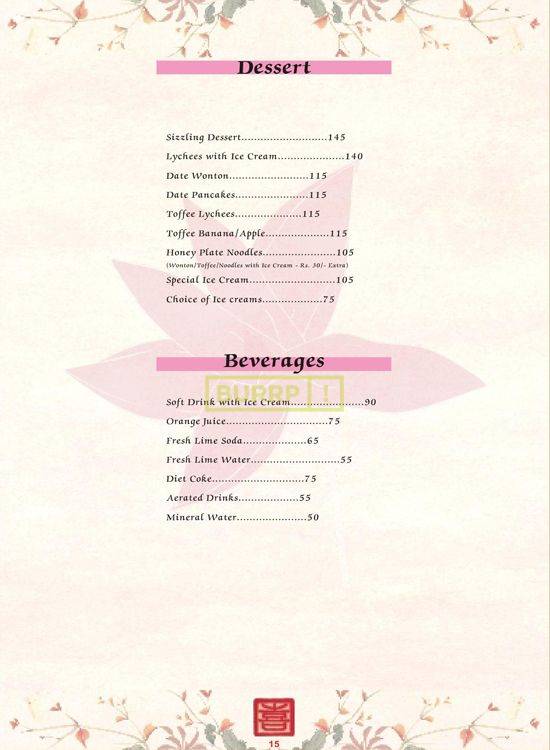 Dessert
Sizzling Dessert...........................145
Lychees with Ice Cream.....................140
Date Wonton.........................115
Date Pancakes.......................115
Toffee Lychees.....................115
Toffee Banana/Apple....................115
Honey Plate Noodles.......................105
(Wonton/Toffee/Noodles with Ice Cream - Rs. 30/- Extra)
Special Ice Cream...........................105
Choice of Ice creams...................75
Beverages
BURRP !
Soft Drink with Ice Cream.......................90
Orange Juice................................75
Fresh Lime Soda....................65
Fresh Lime Water............................55
Diet Coke.............................75
Aerated Drinks...................55
Mineral Water......................50
15